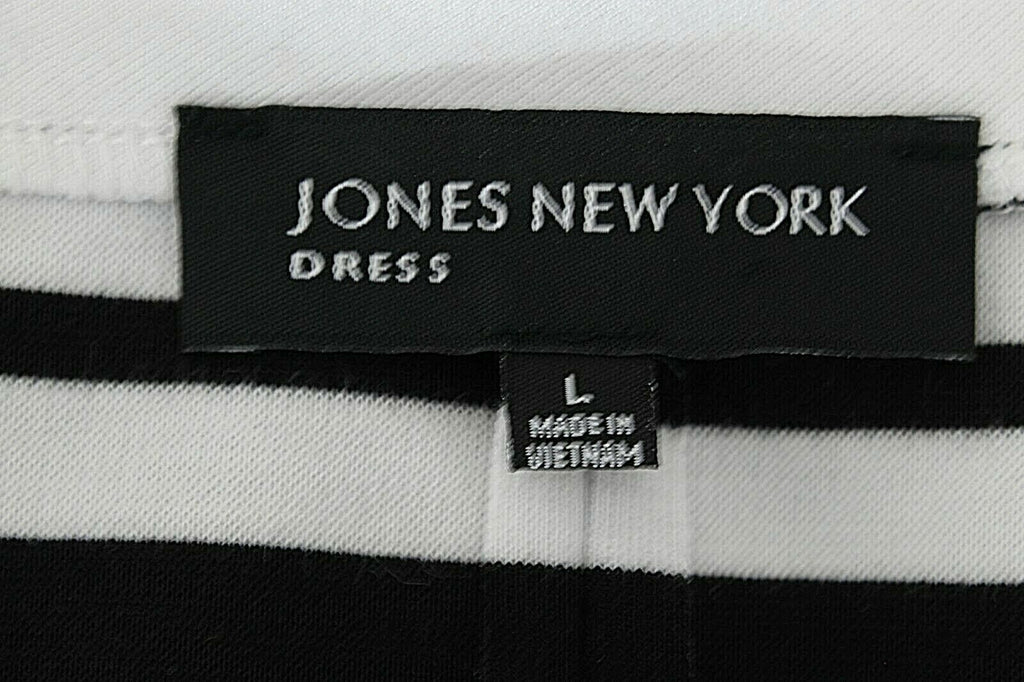 JONES NEW YORK
DRESS
L
MADE IN
VIETNAM